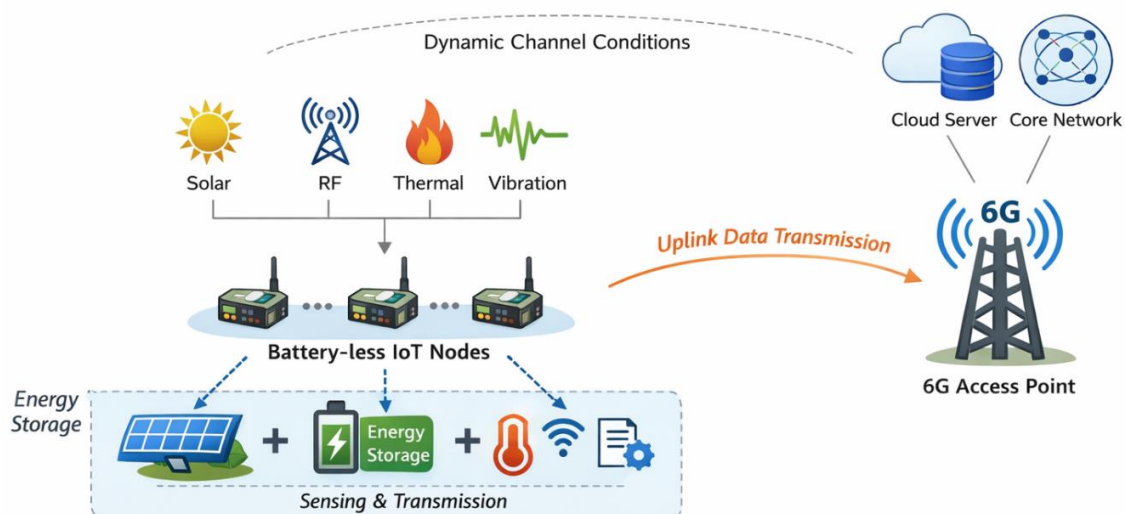 Dynamic Channel Conditions
Cloud Server
Core Network
Solar
RF
Thermal
Vibration
6G
Uplink Data Transmission
Battery-less IoT Nodes
6G Access Point
Energy
Storage
Energy
Storage
Sensing & Transmission